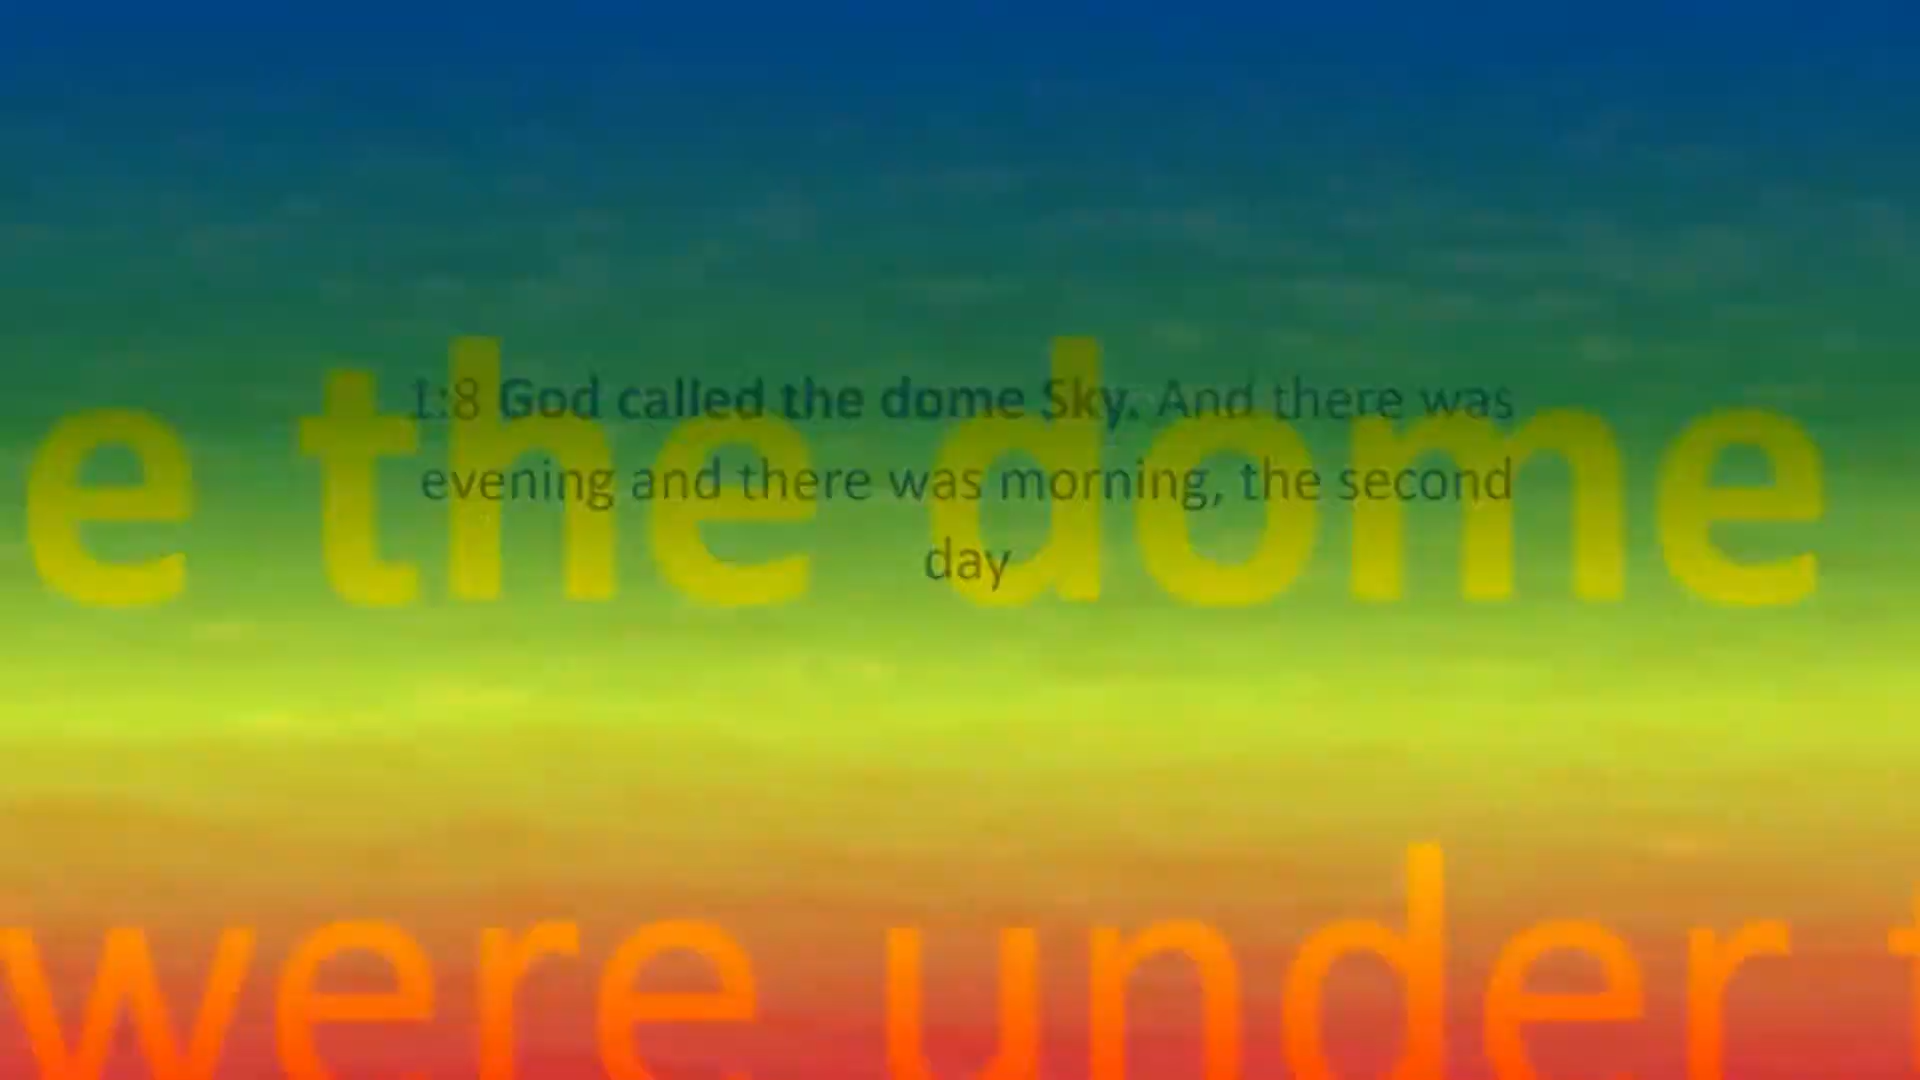 1:8 God called the dome Sky. And there was
evening and there was morning, the second
day
e the dome
were under